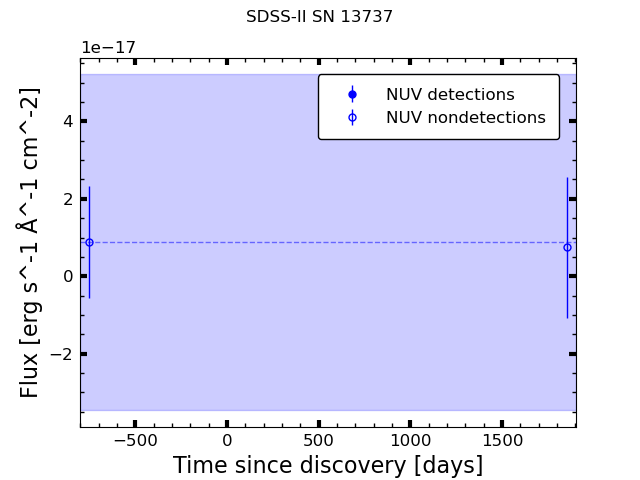 SDSS-II SN 13737
1e−17
NUV detections
NUV nondetections
4
2
0
−2
Flux [erg s^-1 Å^-1 cm^-2]
−500 0 500 1000 1500
Time since discovery [days]